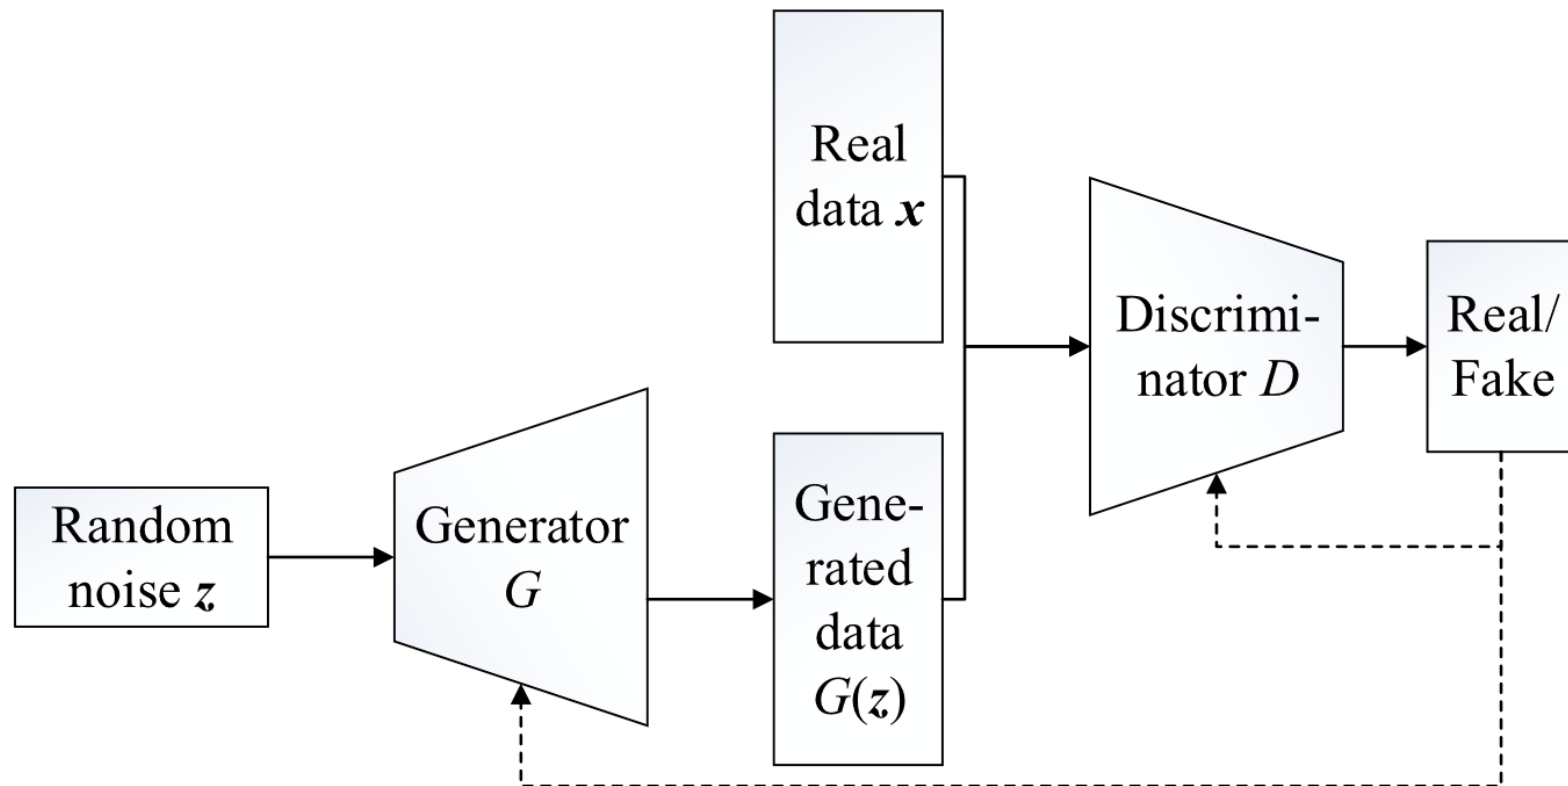 Real
data x
Discrimi-
nator D
Real/
Fake
Random
noise z
Generator
G
Gene-
rated
data
G(z)